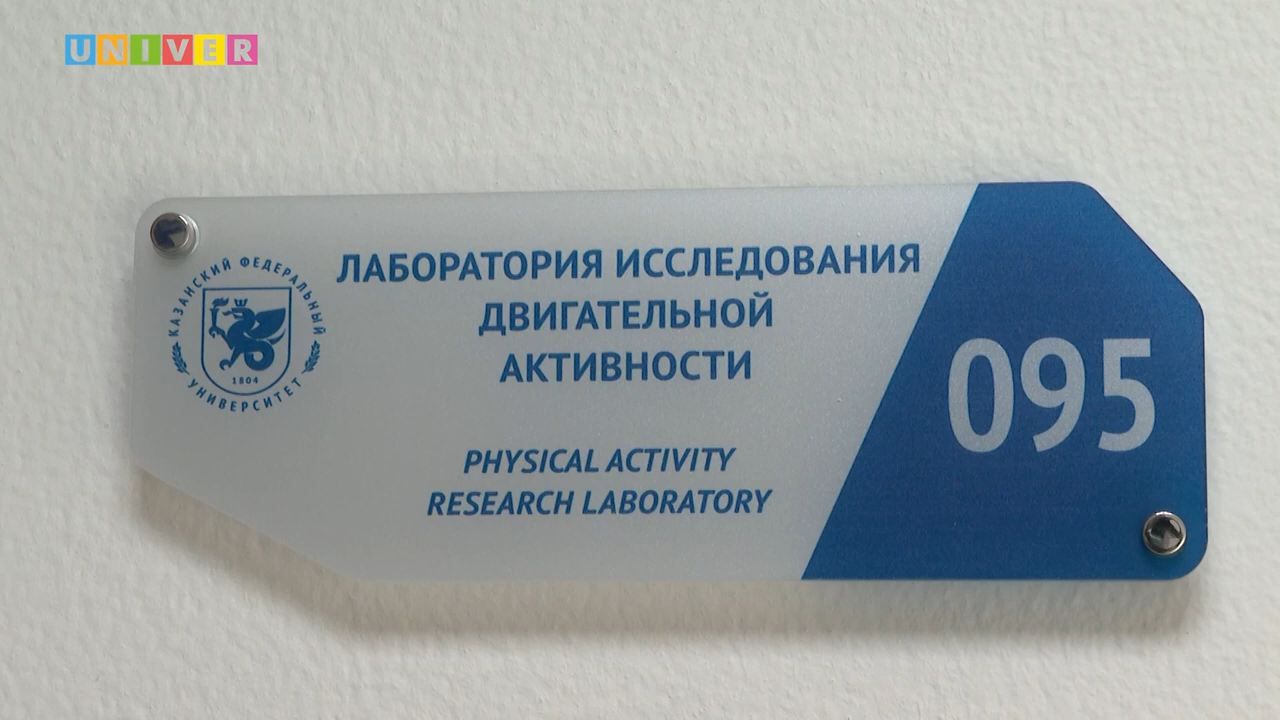 UNIVER
КАЗАНСКИЙ ФЕДЕРАЛЬНЫЙ
УНИВЕРСИТЕТ
1804
ЛАБОРАТОРИЯ ИССЛЕДОВАНИЯ
ДВИГАТЕЛЬНОЙ
АКТИВНОСТИ
PHYSICAL ACTIVITY
RESEARCH LABORATORY
095